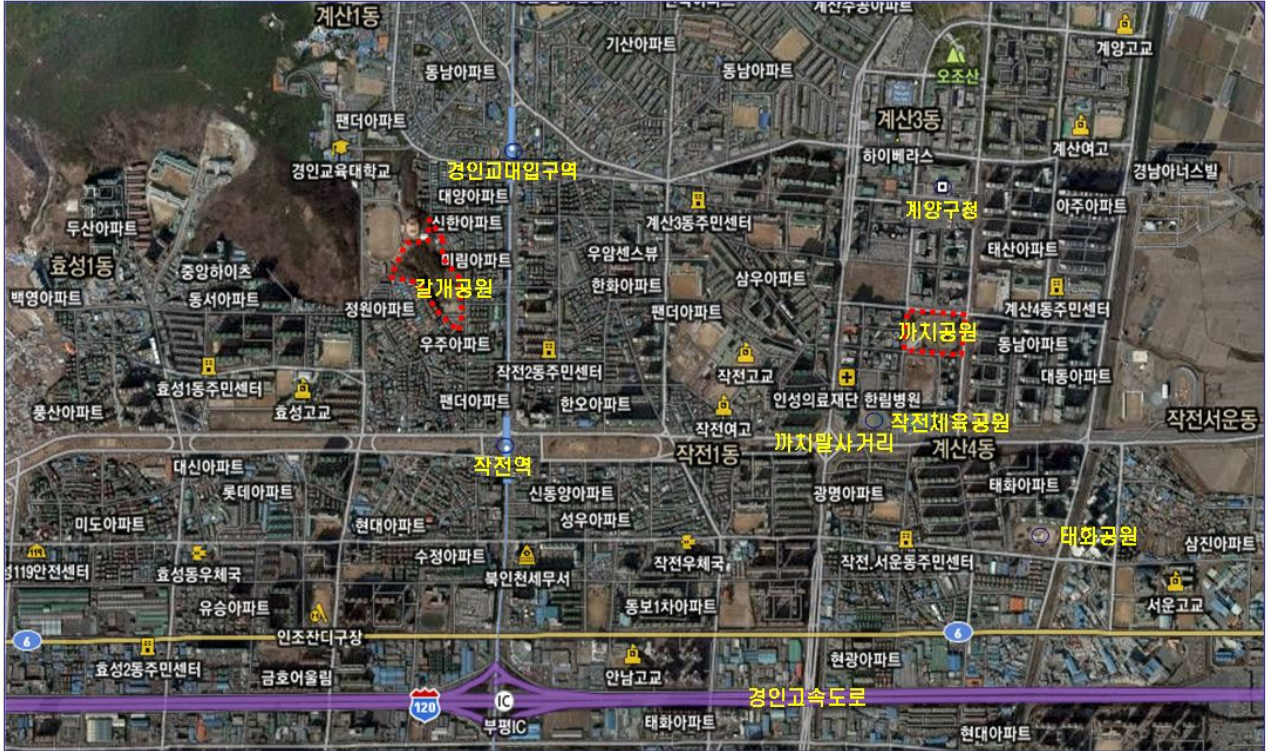 계산1동
기산아파트
계산주공아파트
계양고교
동남아파트
동남아파트
오조산
팬더아파트
계산3동
경인교육대학교
경인교대입구역
하이베라스
계산여고
경남아너스빌
대양아파트
계양구청
아주아파트
두산아파트
신한아파트
계산3동주민센터
효성1동
중앙하이츠
미림아파트
우암센스뷰
삼우아파트
태산아파트
백영아파트
동서아파트
갈개공원
한화아파트
정원아파트
팬더아파트
계산4동주민센터
까치공원
우주아파트
동남아파트
효성1동주민센터
작전2동주민센터
작전고교
대동아파트
풍산아파트
효성고교
팬더아파트
한오아파트
인성의료재단 한림병원
작전여고
작전체육공원
작전서운동
까치말사거리
작전1동
계산4동
대신아파트
작전역
롯데아파트
신동양아파트
광명아파트
태화아파트
미도아파트
현대아파트
성우아파트
태화공원
삼진아파트
성119안전센터
효성동우체국
수정아파트
북인천세무서
작전우체국
작전.서운동주민센터
유승아파트
동보1차아파트
서운고교
6
인조잔디구장
6
효성2동주민센터
금호어울림
안남고교
현광아파트
120
IC
부평IC
경인고속도로
태화아파트
현대아파트